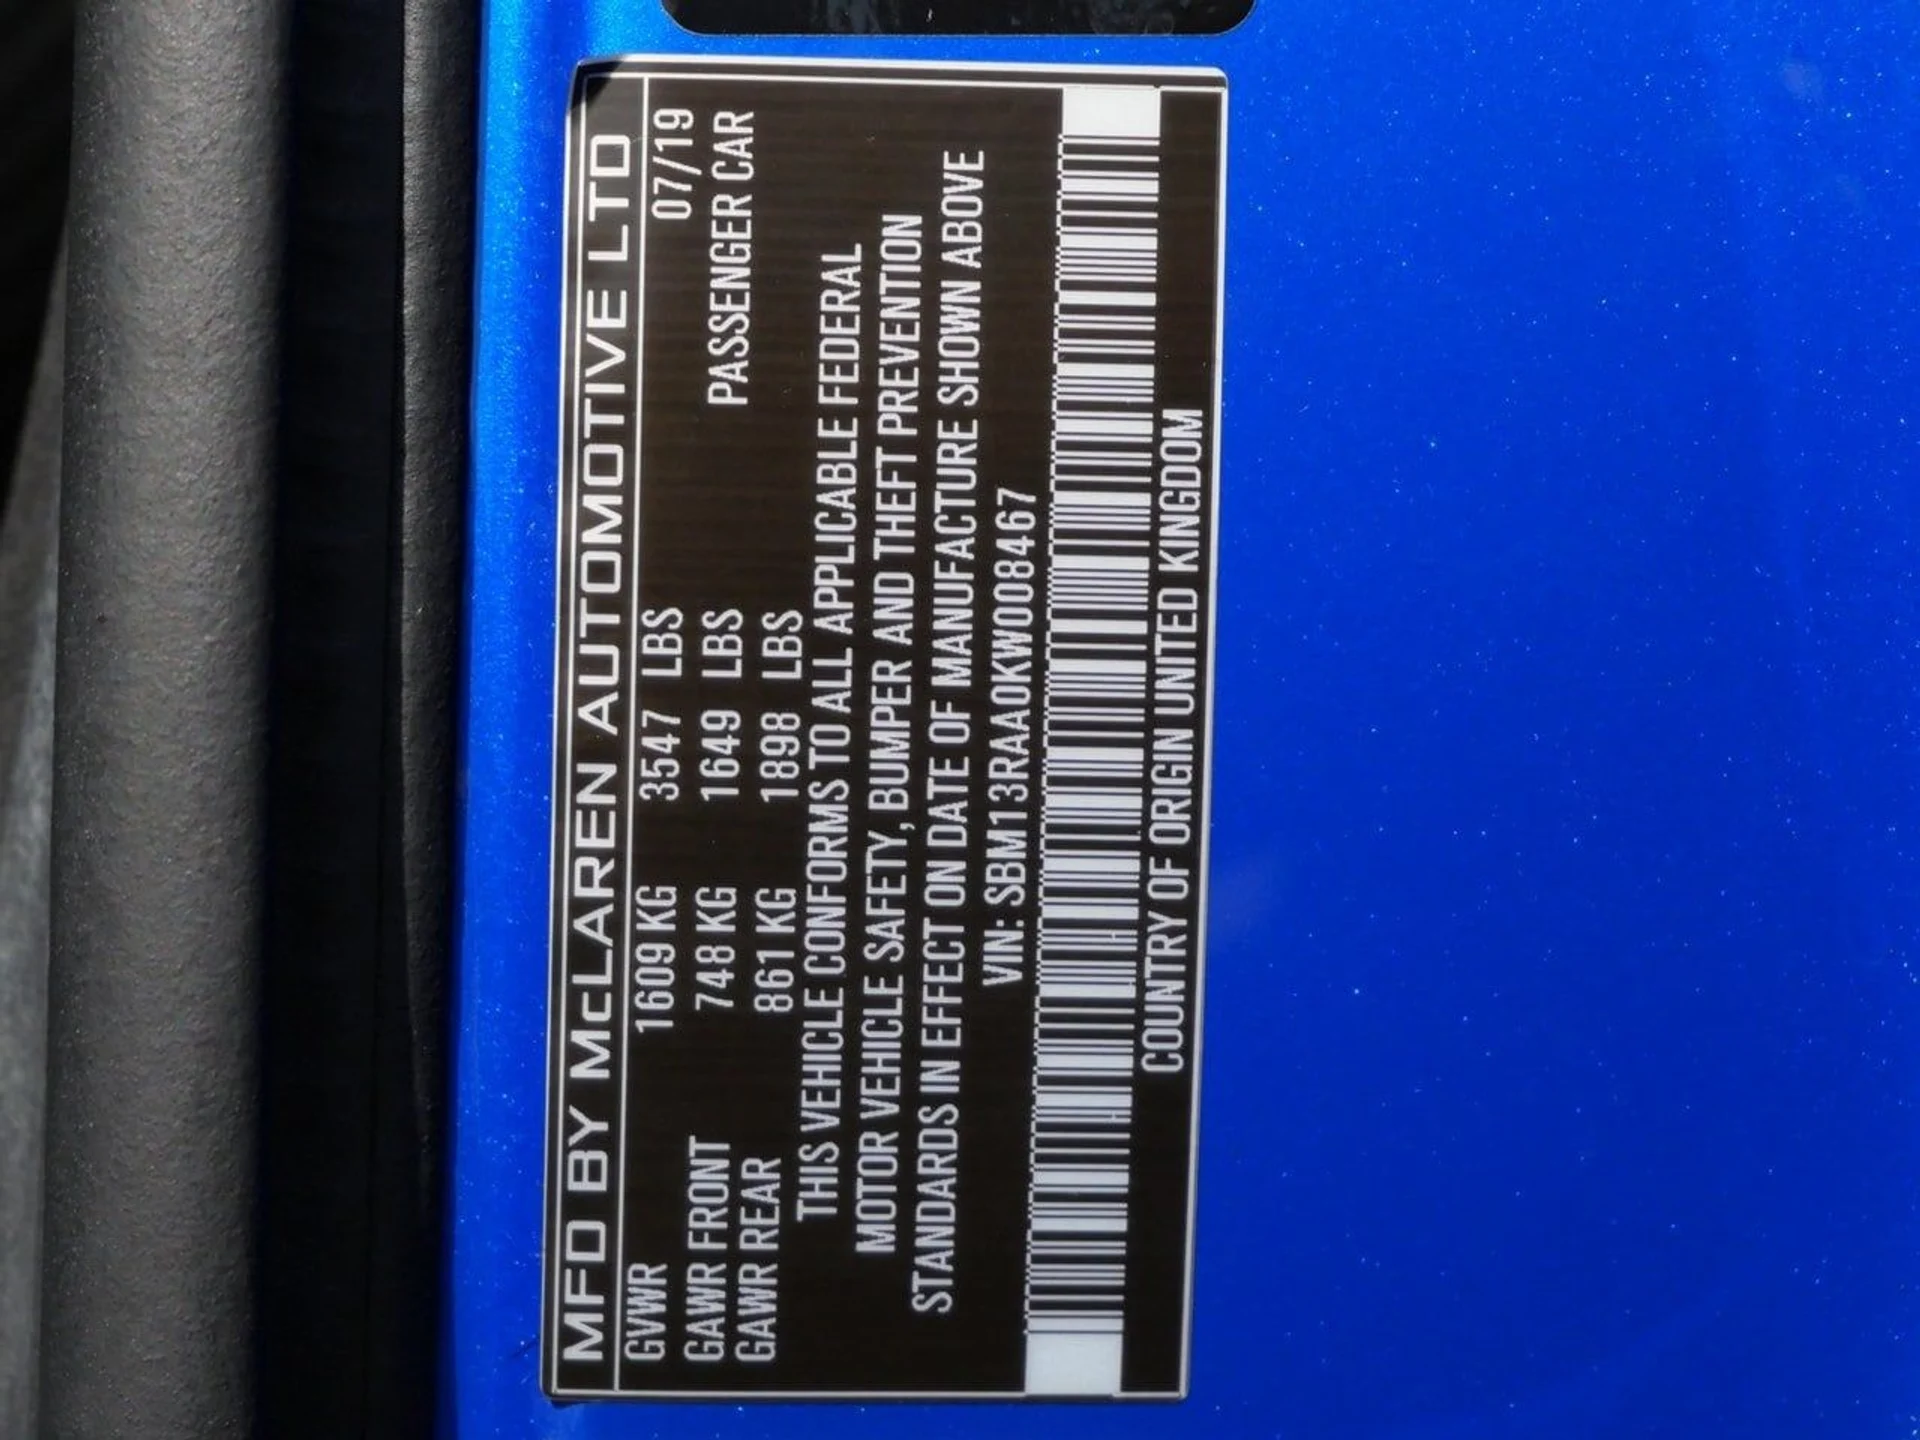 MFD BY McLAREN AUTOMOTIVE LTD
GVWR 1609 KG 3547 LBS 07/19
GAWR FRONT 748 KG 1649 LBS PASSENGER CAR
GAWR REAR 861 KG 1898 LBS
THIS VEHICLE CONFORMS TO ALL APPLICABLE FEDERAL
MOTOR VEHICLE SAFETY, BUMPER AND THEFT PREVENTION
STANDARDS IN EFFECT ON DATE OF MANUFACTURE SHOWN ABOVE
VIN: SBM13RAA0KW008467
COUNTRY OF ORIGIN UNITED KINGDOM